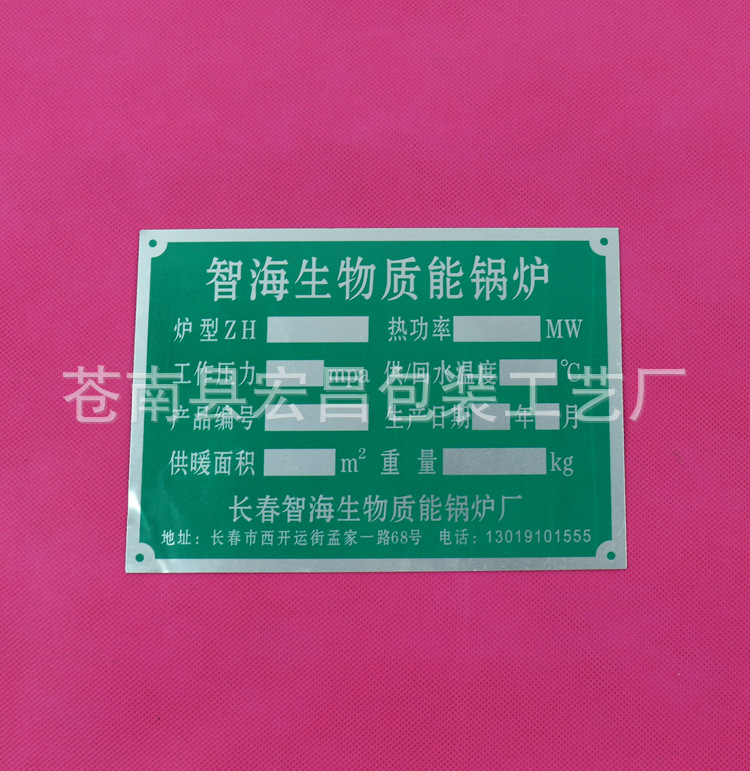 智海生物质能锅炉
炉型ZH 热功率 MW
工作压力 mpa 供/回水温度 ℃
苍南县宏昌包装工艺厂
产品编号 生产日期 年 月
供暖面积 m² 重量 kg
长春智海生物质能锅炉厂
地址：长春市西开运街孟家一路68号 电话：13019101555